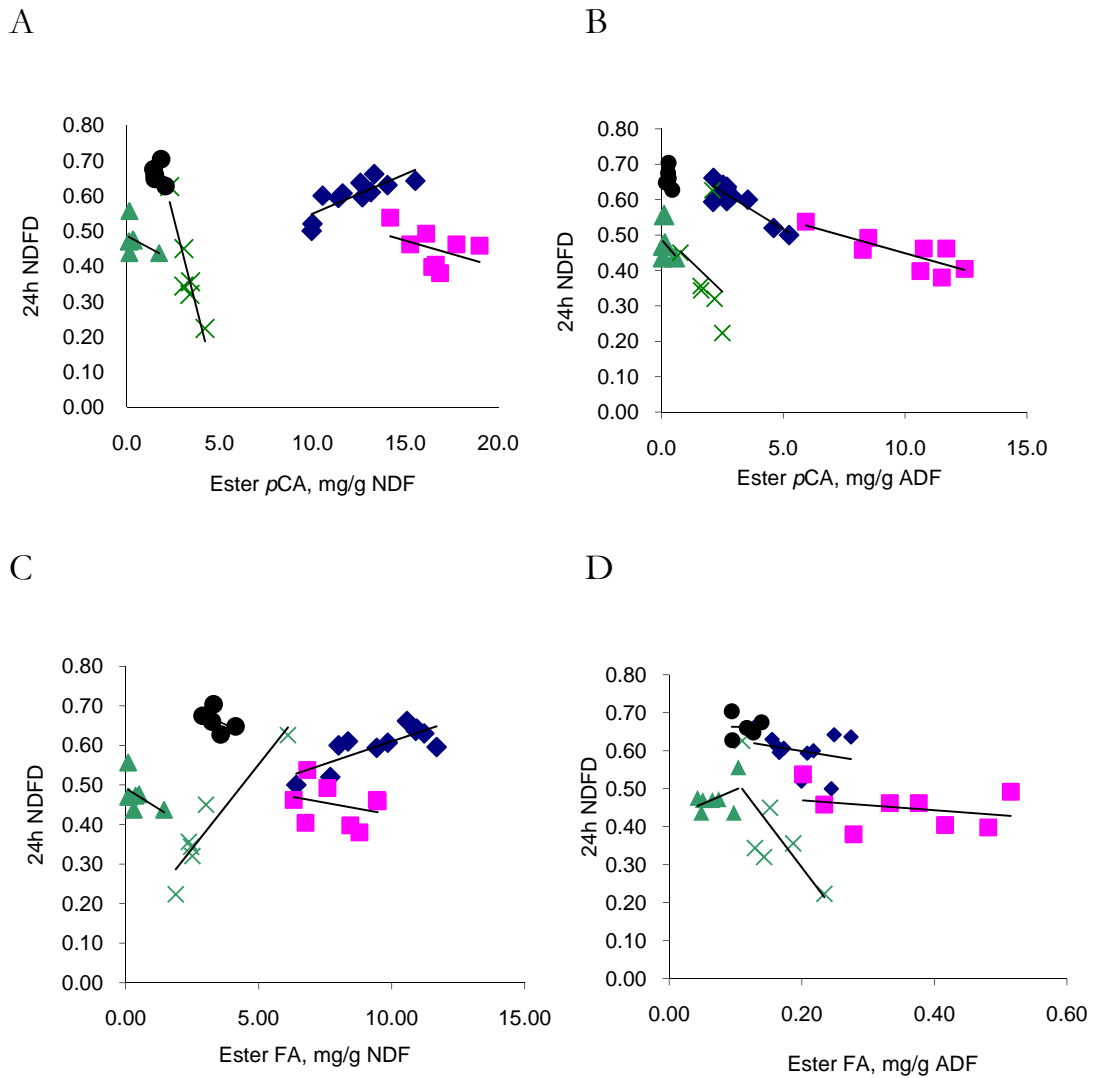 A
B
0.80
0.70
0.60
0.50
0.40
0.30
0.20
0.10
0.00
24h NDFD
0.0 5.0 10.0 15.0 20.0
Ester pCA, mg/g NDF
0.80
0.70
0.60
0.50
0.40
0.30
0.20
0.10
0.00
24h NDFD
0.0 5.0 10.0 15.0
Ester pCA, mg/g ADF
C
D
0.80
0.70
0.60
0.50
0.40
0.30
0.20
0.10
0.00
24h NDFD
0.00 5.00 10.00 15.00
Ester FA, mg/g NDF
0.80
0.70
0.60
0.50
0.40
0.30
0.20
0.10
0.00
24h NDFD
0.00 0.20 0.40 0.60
Ester FA, mg/g ADF